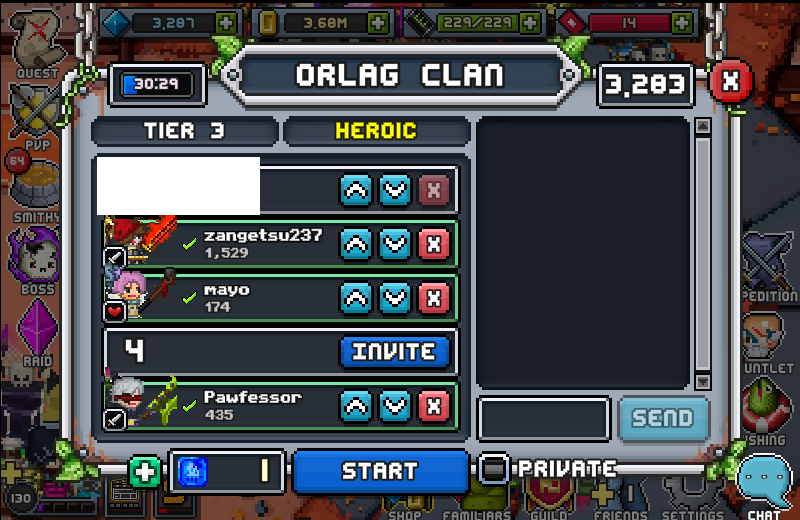 3,287
3.68M
229/229
14
QUEST
30:29
ORLAG CLAN
3,283
X
TIER 3
HEROIC
PVP
64
SMITHY
zangetsu237
1,529
BOSS
mayo
174
4
INVITE
RAID
Pawfessor
435
SEND
1
START
PRIVATE
130
SHOP
FAMILIARS
GUILD
FRIENDS
SETTINGS
CHAT
PEDITION
UNTLET
ISHING